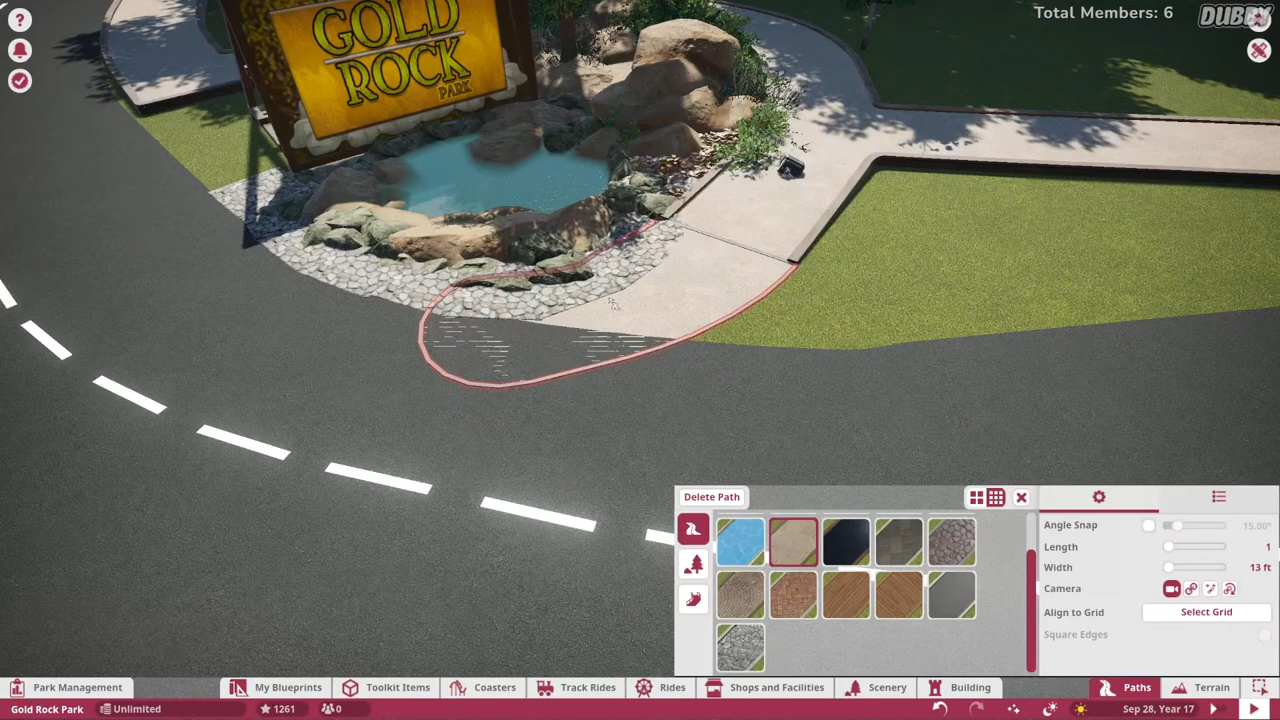 Total Members: 6
DUBBY
GOLD
ROCK
PARK
Delete Path
Angle Snap 15.00°
Length 1
Width 13 ft
Camera
Align to Grid Select Grid
Square Edges
Park Management My Blueprints Toolkit Items Coasters Track Rides Rides Shops and Facilities Scenery Building Paths Terrain
Gold Rock Park Unlimited 1261 0 Sep 28, Year 17